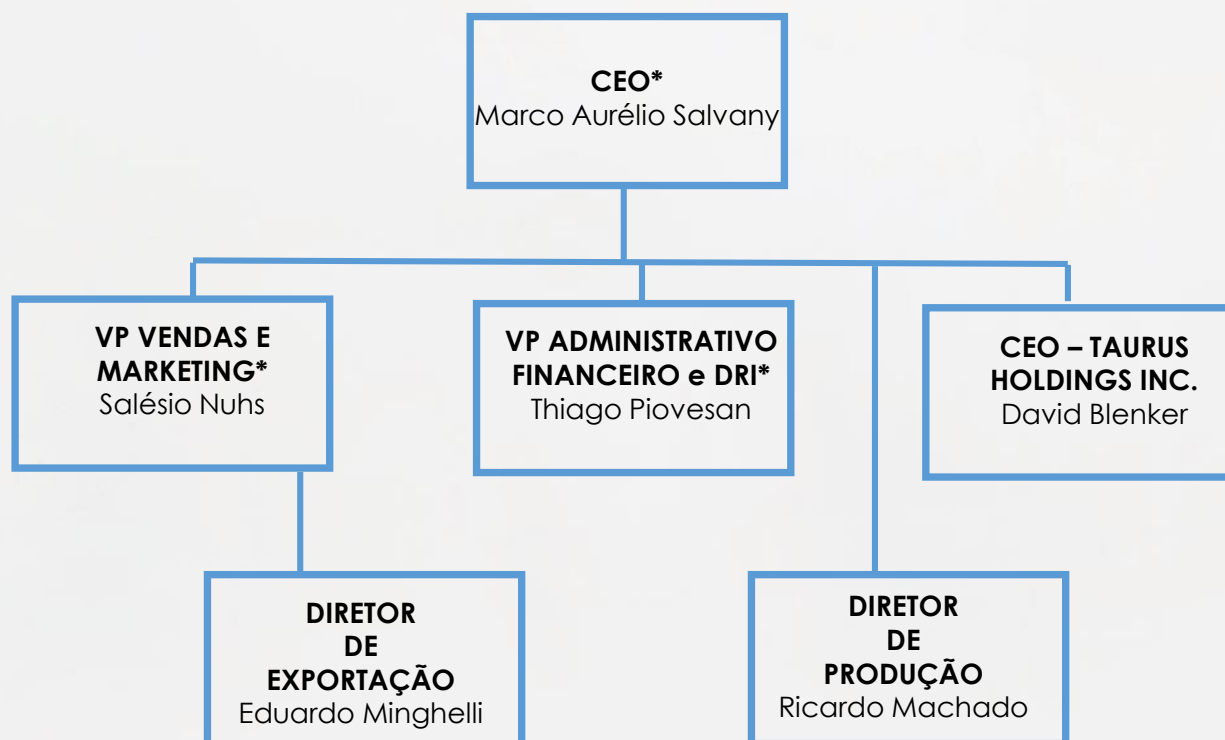 CEO*
Marco Aurélio Salvany
VP VENDAS E
MARKETING*
Salésio Nuhs
VP ADMINISTRATIVO
FINANCEIRO e DRI*
Thiago Piovesan
CEO – TAURUS
HOLDINGS INC.
David Blenker
DIRETOR
DE
EXPORTAÇÃO
Eduardo Minghelli
DIRETOR
DE
PRODUÇÃO
Ricardo Machado